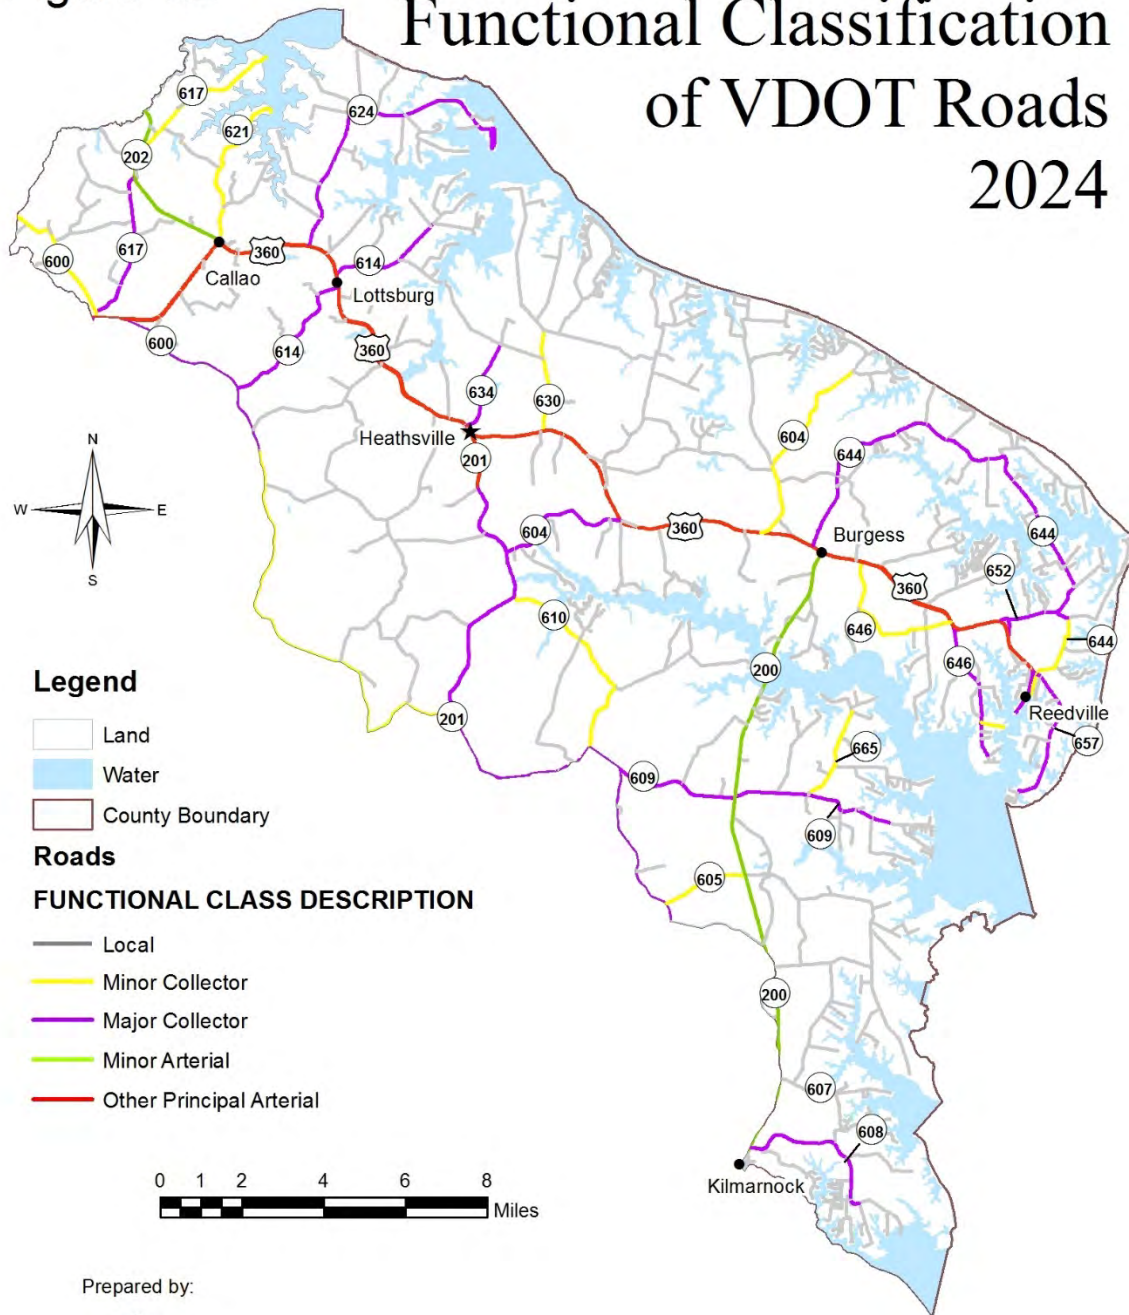 Functional Classification
of VDOT Roads
2024
617
624
621
202
617
600
360
614
Callao
Lottsburg
600
614
360
634
630
Heathsville
201
604
644
N
W
E
S
604
360
Burgess
644
652
360
610
646
644
200
646
Legend
Land
Water
County Boundary
Roads
FUNCTIONAL CLASS DESCRIPTION
Local
Minor Collector
Major Collector
Minor Arterial
Other Principal Arterial
201
Reedville
657
665
609
609
605
200
607
608
Kilmarnock
0 1 2 4 6 8
Miles
Prepared by: